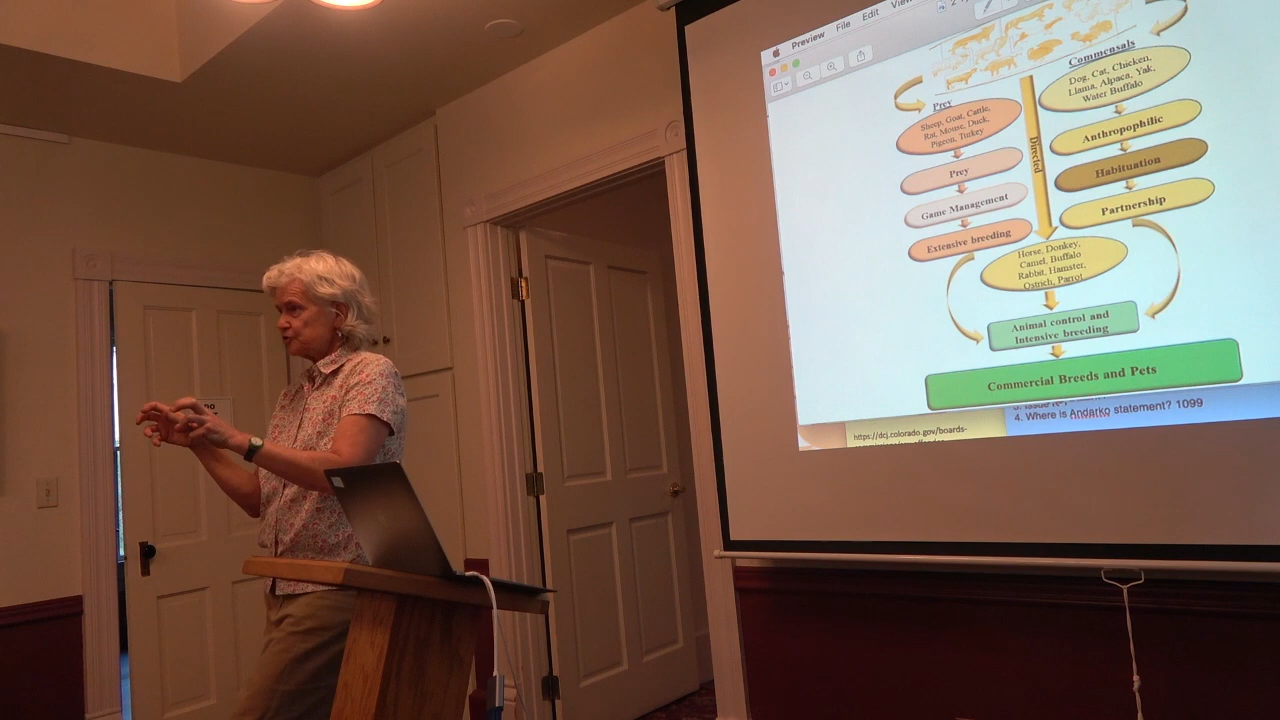 Preview File Edit View
Commensals
Dog, Cat, Chicken,
Llama, Alpaca, Yak,
Water Buffalo
Prey
Sheep, Goat, Cattle,
Rat, Mouse, Duck,
Pigeon, Turkey
Directed
Anthropophilic
Prey
Habituation
Game Management
Partnership
Extensive breeding
Horse, Donkey,
Camel, Buffalo
Rabbit, Hamster,
Ostrich, Parrot
Animal control and
Intensive breeding
Commercial Breeds and Pets
4. Where is Andarko statement? 1099
https://dcj.colorado.gov/boards-
DO